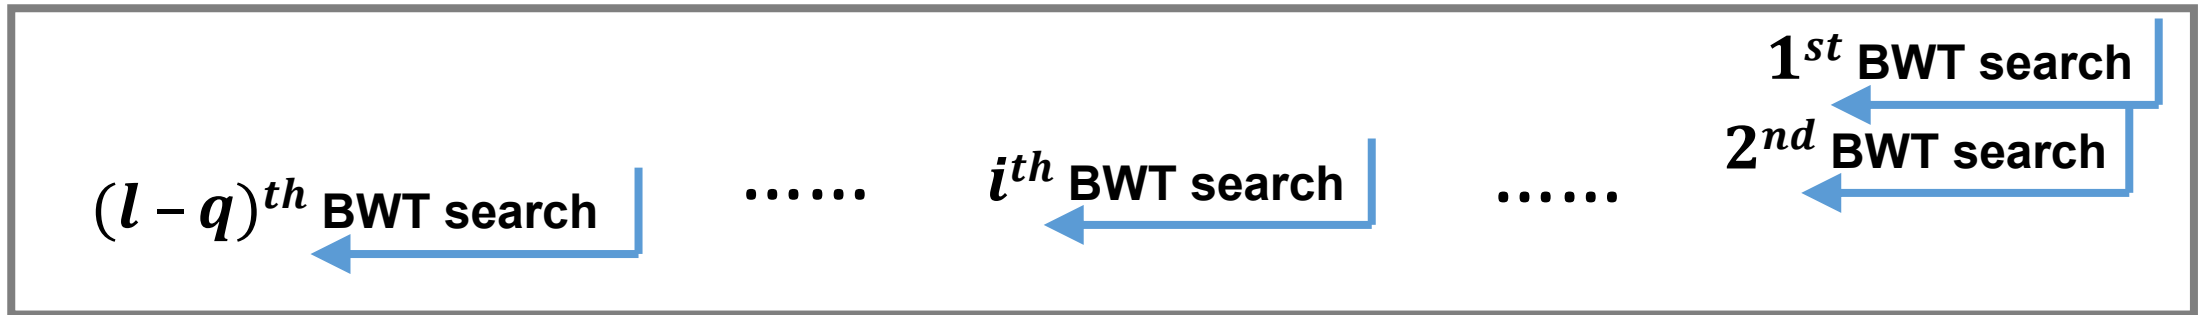 1st BWT search
2nd BWT search
(l – q)th BWT search ...... ith BWT search ......